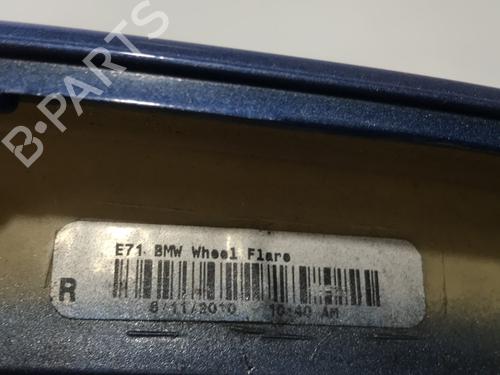 B-PARTS
E71 BMW Wheel Flare
R
8/11/2010 10:40 AM